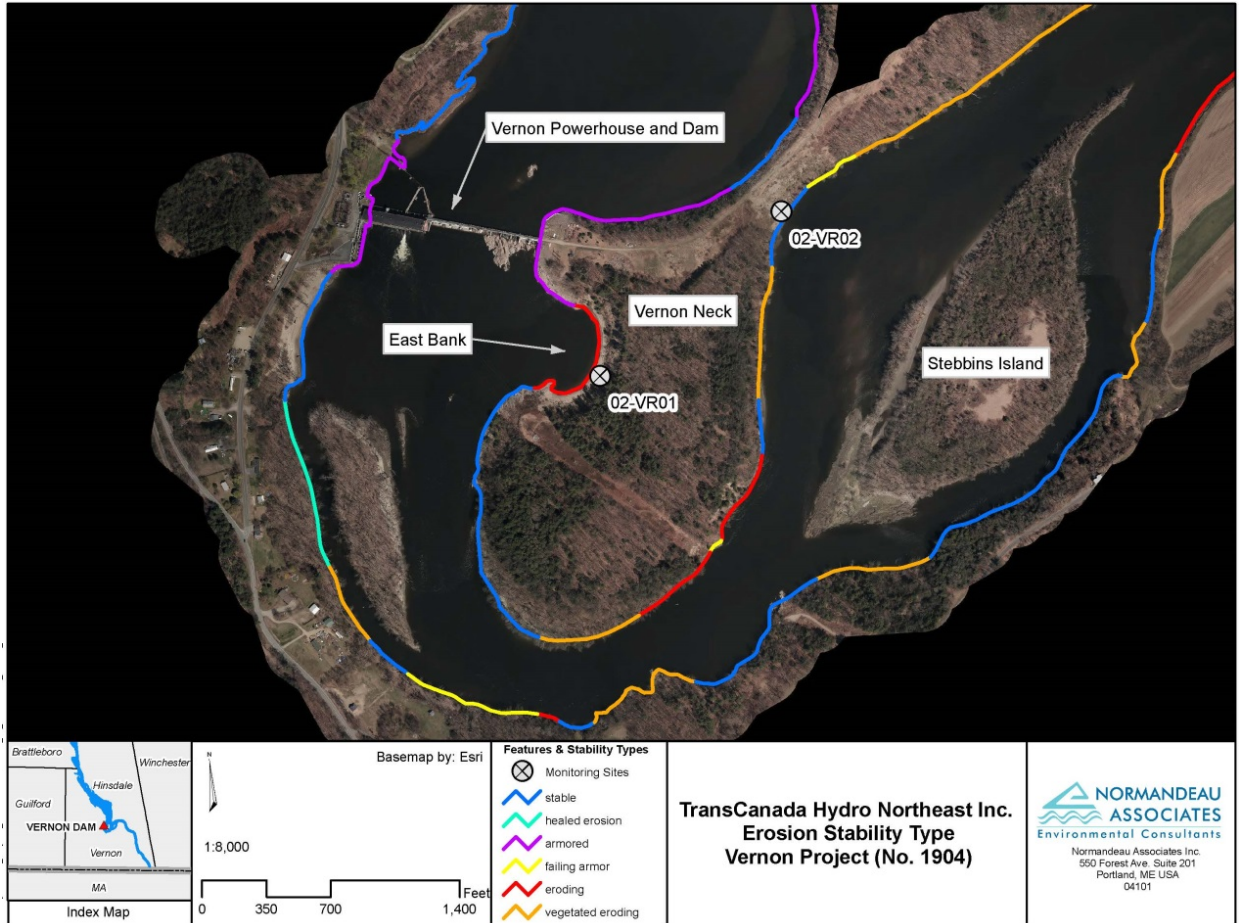 Vernon Powerhouse and Dam
02-VR02
Vernon Neck
East Bank
Stebbins Island
02-VR01
Brattleboro
Winchester
Hinsdale
Guilford
VERNON DAM
Vernon
MA
Index Map
N
Basemap by: Esri
1:8,000
Feet
0 350 700 1,400
Features & Stability Types
Monitoring Sites
stable
healed erosion
armored
failing armor
eroding
vegetated eroding
TransCanada Hydro Northeast Inc.
Erosion Stability Type
Vernon Project (No. 1904)
NORMANDEAU
ASSOCIATES
Environmental Consultants
Normandeau Associates Inc.
550 Forest Ave. Suite 201
Portland, ME USA
04101